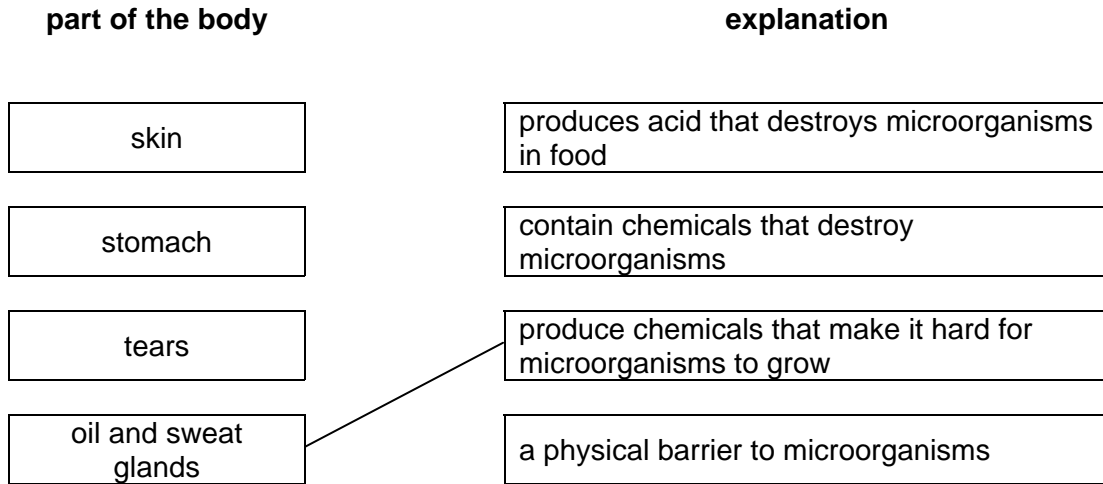 part of the body
explanation
skin
produces acid that destroys microorganisms
in food
stomach
contain chemicals that destroy
microorganisms
tears
produce chemicals that make it hard for
microorganisms to grow
oil and sweat
glands
a physical barrier to microorganisms